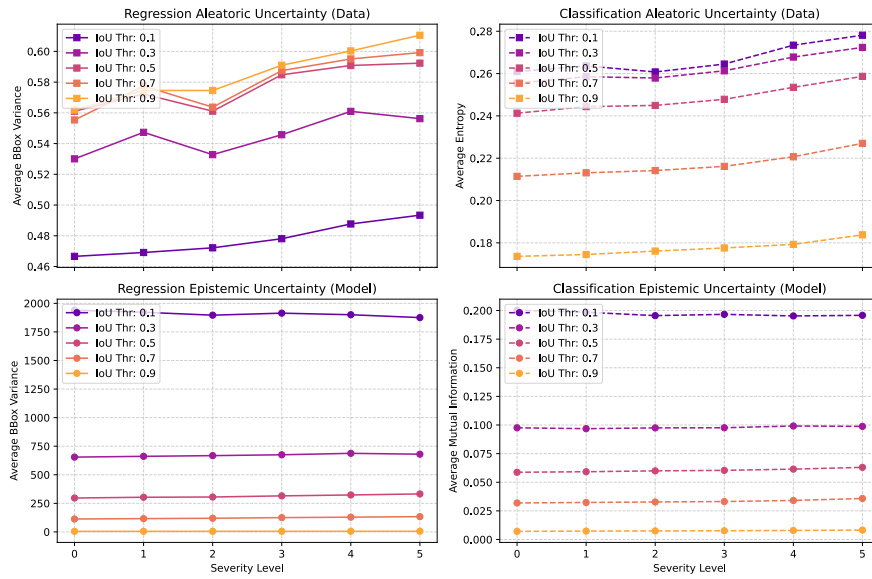 Regression Aleatoric Uncertainty (Data)
Average BBox Variance
0.60
0.58
0.56
0.54
0.52
0.50
0.48
0.46
IoU Thr: 0.1
IoU Thr: 0.3
IoU Thr: 0.5
IoU Thr: 0.7
IoU Thr: 0.9
Classification Aleatoric Uncertainty (Data)
Average Entropy
0.28
0.26
0.24
0.22
0.20
0.18
IoU Thr: 0.1
IoU Thr: 0.3
IoU Thr: 0.5
IoU Thr: 0.7
IoU Thr: 0.9
Regression Epistemic Uncertainty (Model)
Average BBox Variance
2000
1750
1500
1250
1000
750
500
250
0
IoU Thr: 0.1
IoU Thr: 0.3
IoU Thr: 0.5
IoU Thr: 0.7
IoU Thr: 0.9
0 1 2 3 4 5
Severity Level
Classification Epistemic Uncertainty (Model)
Average Mutual Information
0.200
0.175
0.150
0.125
0.100
0.075
0.050
0.025
0.000
IoU Thr: 0.1
IoU Thr: 0.3
IoU Thr: 0.5
IoU Thr: 0.7
IoU Thr: 0.9
0 1 2 3 4 5
Severity Level